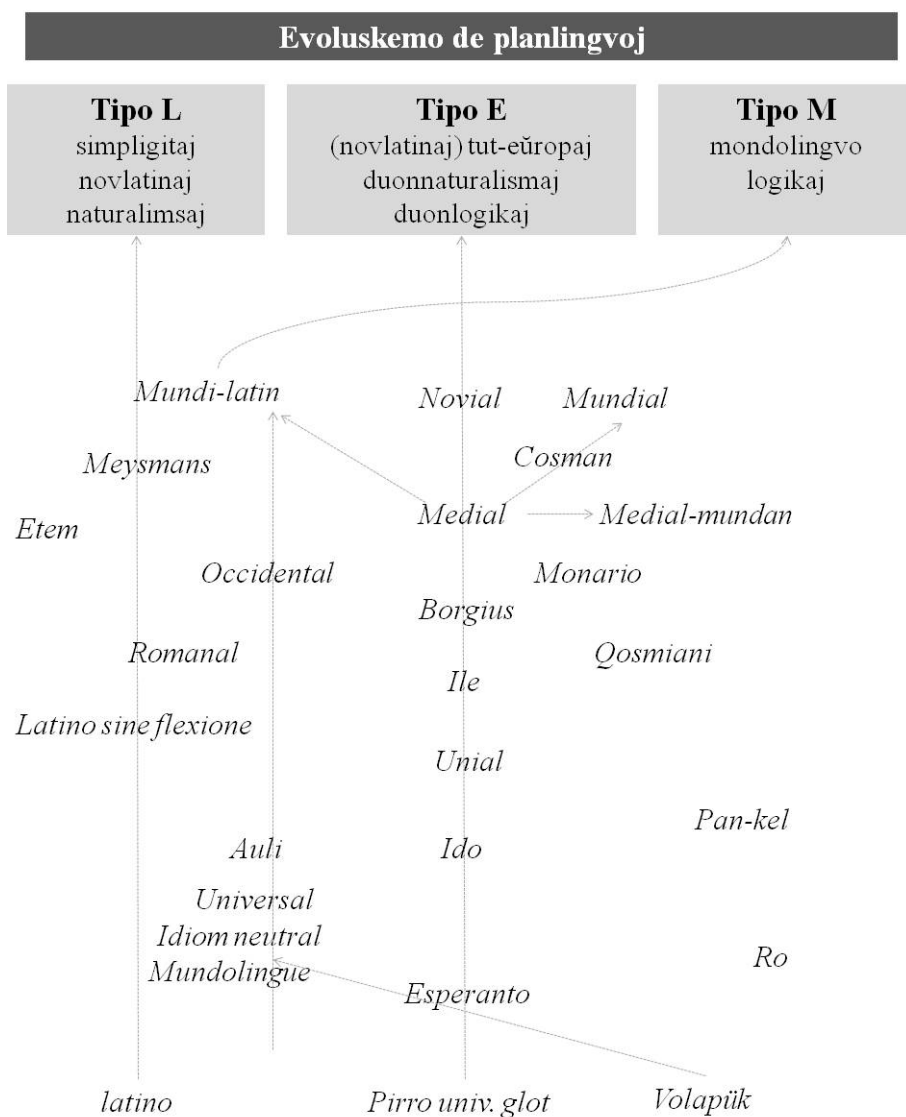 Evoluskemo de planlingvoj
Tipo L
simpligitaj
novlatinaj
naturalimsaj
Tipo E
(novlatinaj) tut-eŭropaj
duonnaturalismaj
duonlogikaj
Tipo M
mondolingvo
logikaj
Mundi-latin
Novial
Mundial
Meysmans
Cosman
Etem
Medial
Medial-mundan
Occidental
Monario
Borgius
Romanal
Qosmiani
Ile
Latino sine flexione
Unial
Pan-kel
Auli
Ido
Universal
Idiom neutral
Ro
Mundolingue
Esperanto
latino
Pirro univ. glot
Volapük